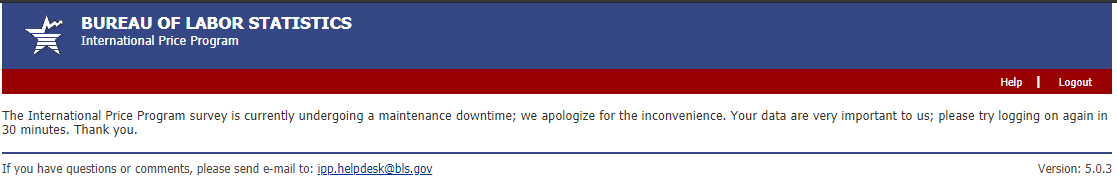 BUREAU OF LABOR STATISTICS
International Price Program
Help | Logout
The International Price Program survey is currently undergoing a maintenance downtime; we apologize for the inconvenience. Your data are very important to us; please try logging on again in
30 minutes. Thank you.
If you have questions or comments, please send e-mail to: ipp.helpdesk@bls.gov Version: 5.0.3